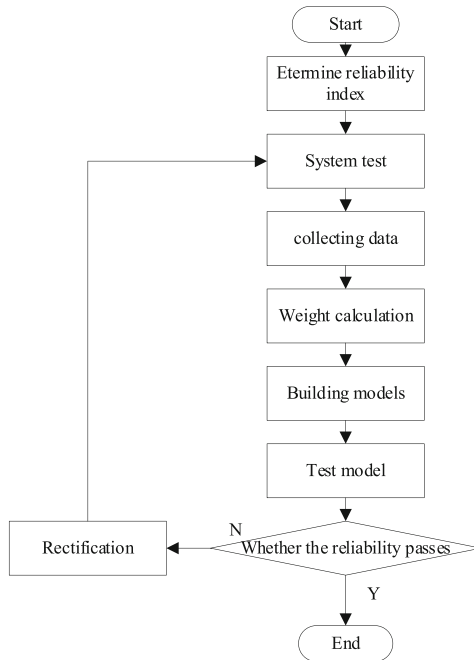 Start
Etermine reliability
index
System test
collecting data
Weight calculation
Building models
Test model
N
Whether the reliability passes
Rectification
Y
End